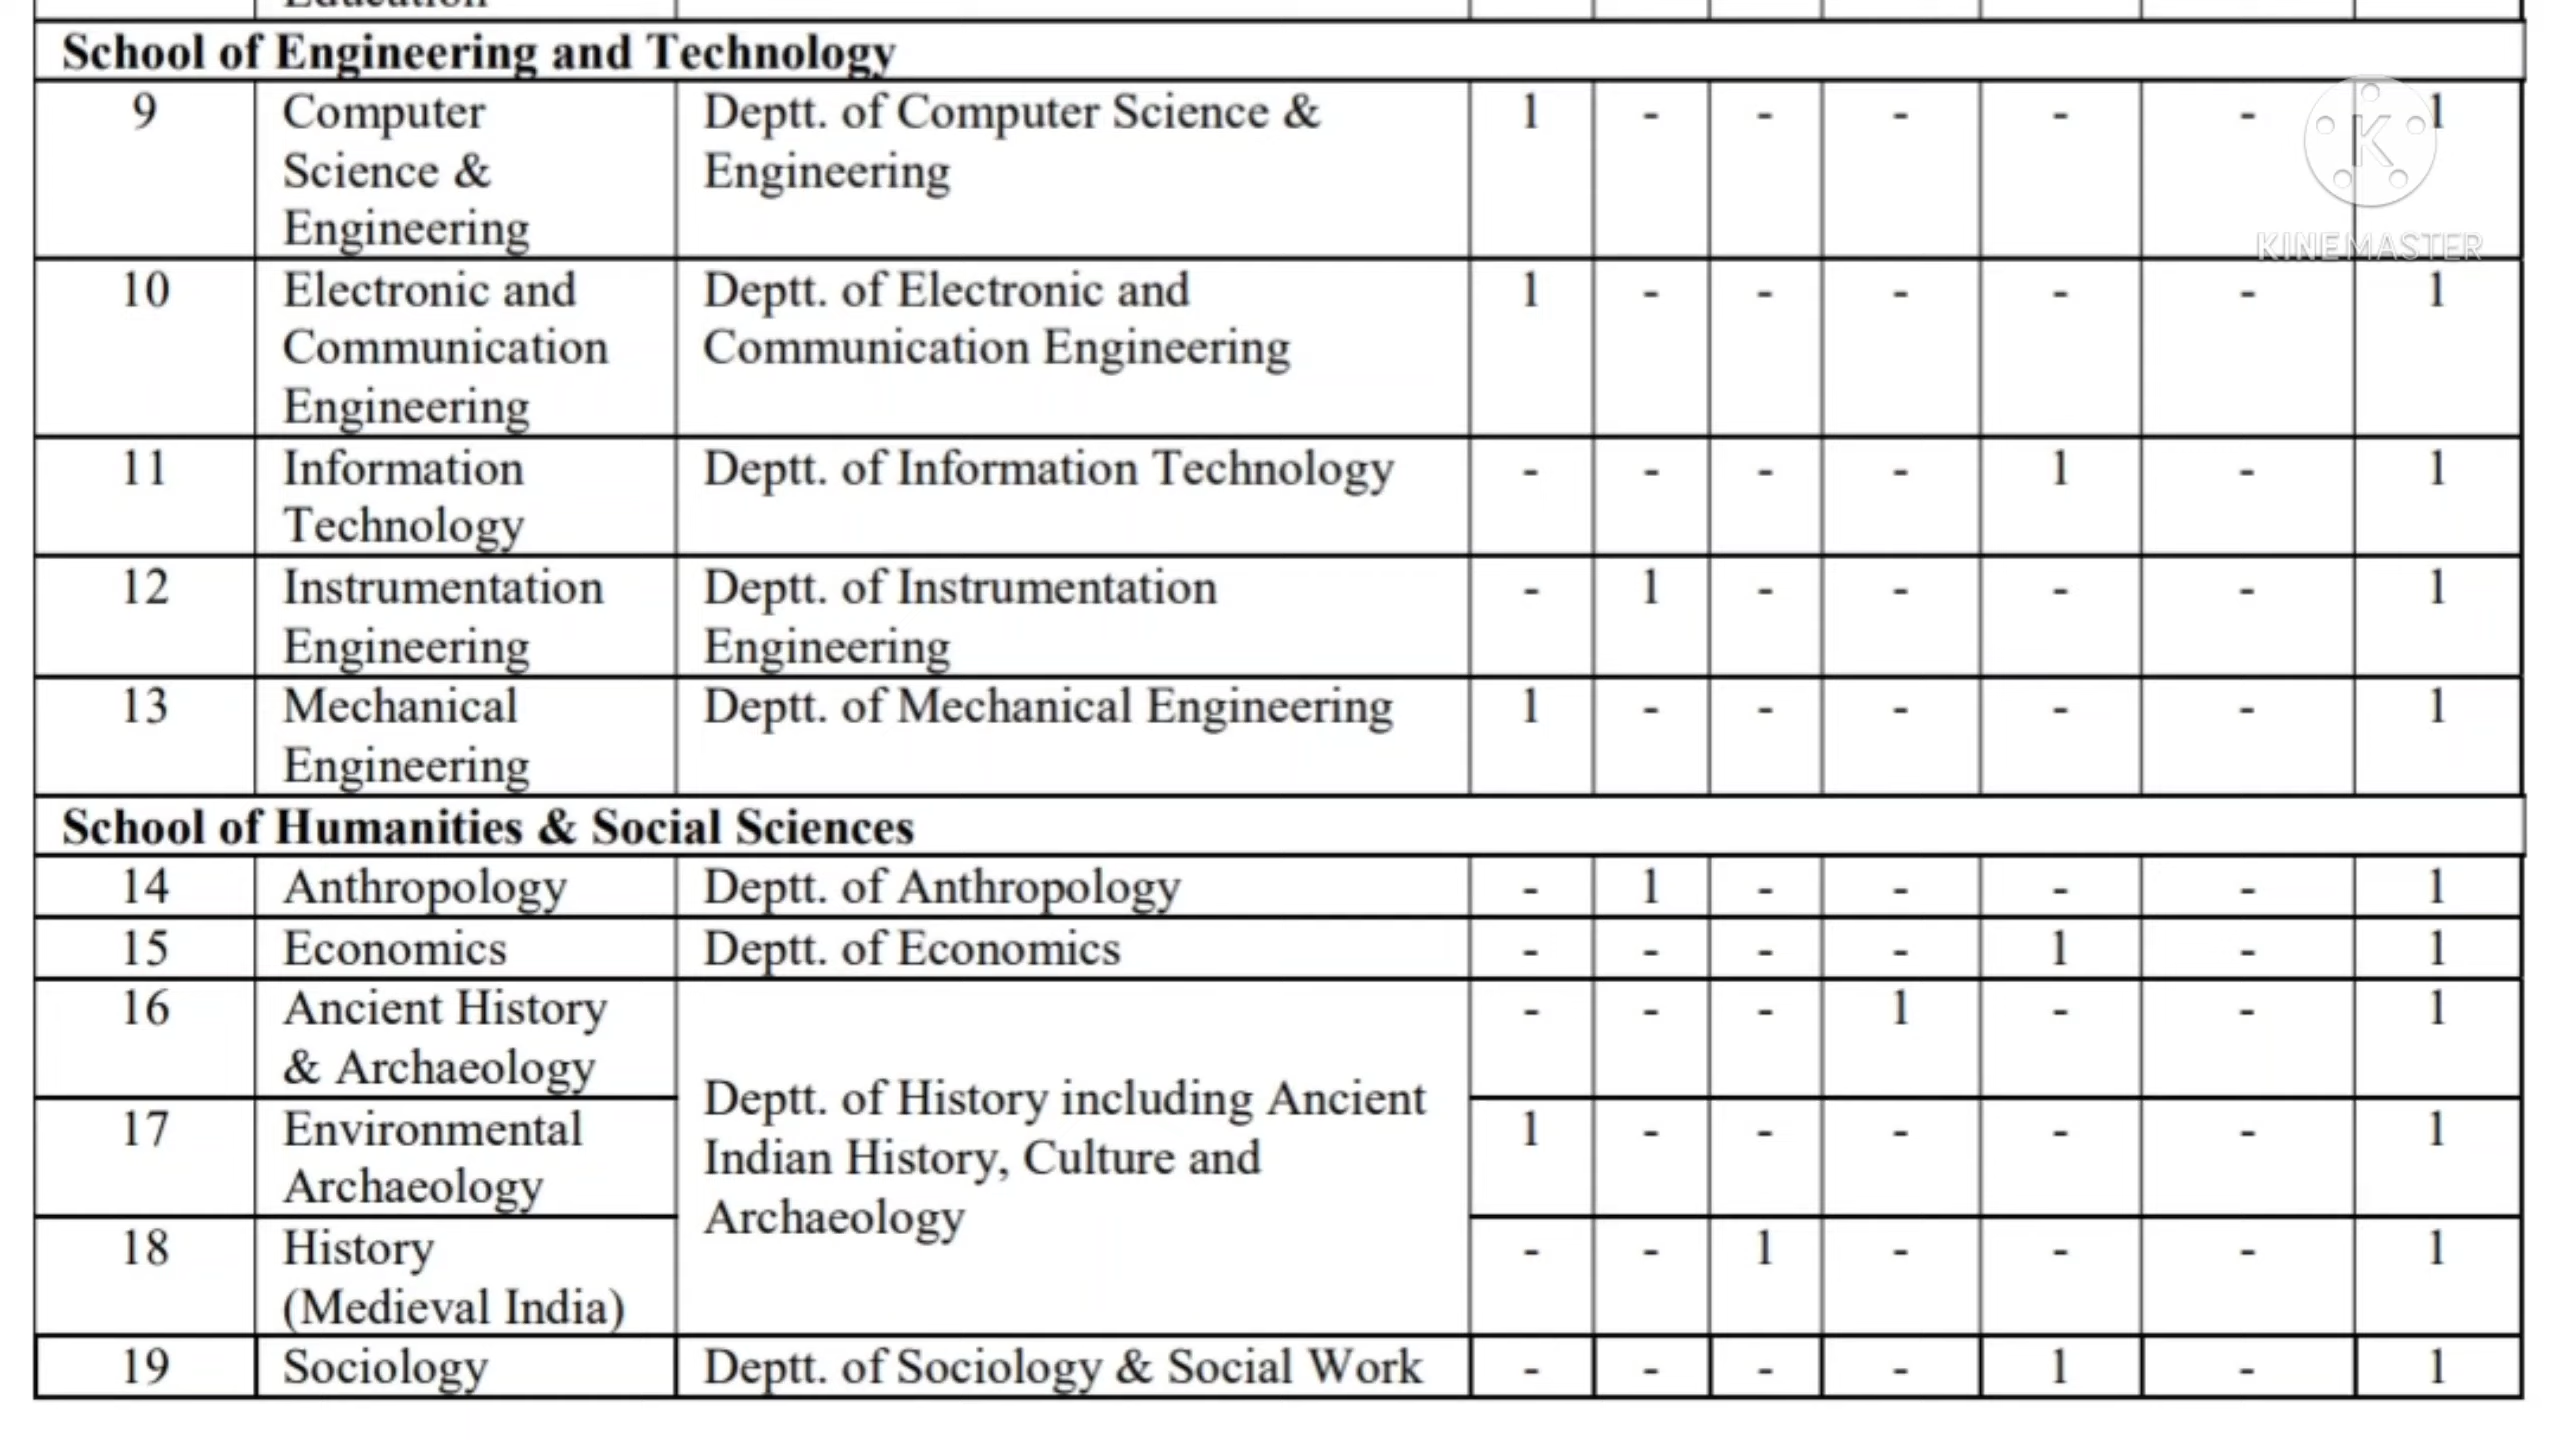 Education
School of Engineering and Technology
9 Computer Deptt. of Computer Science & 1 - - - - - 1
Science & Engineering
Engineering
10 Electronic and Deptt. of Electronic and 1 - - - - - 1
Communication Communication Engineering
Engineering
11 Information Deptt. of Information Technology - - - - 1 - 1
Technology
12 Instrumentation Deptt. of Instrumentation - 1 - - - - 1
Engineering Engineering
13 Mechanical Deptt. of Mechanical Engineering 1 - - - - - 1
Engineering
School of Humanities & Social Sciences
14 Anthropology Deptt. of Anthropology - 1 - - - - 1
15 Economics Deptt. of Economics - - - - 1 - 1
16 Ancient History - - - 1 - - 1
& Archaeology
Deptt. of History including Ancient
17 Environmental 1 - - - - - 1
Indian History, Culture and
Archaeology
Archaeology
18 History - - 1 - - - 1
(Medieval India)
19 Sociology Deptt. of Sociology & Social Work - - - - 1 - 1
K
KINEMASTER